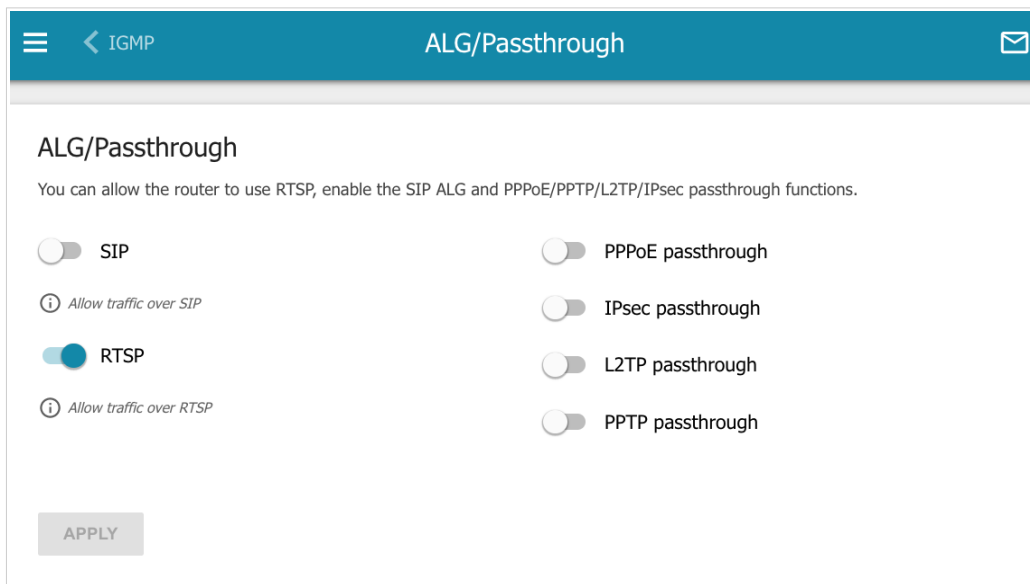 IGMP
ALG/Passthrough
ALG/Passthrough
You can allow the router to use RTSP, enable the SIP ALG and PPPoE/PPTP/L2TP/IPsec passthrough functions.
SIP
Allow traffic over SIP
RTSP
Allow traffic over RTSP
PPPoE passthrough
IPsec passthrough
L2TP passthrough
PPTP passthrough
APPLY